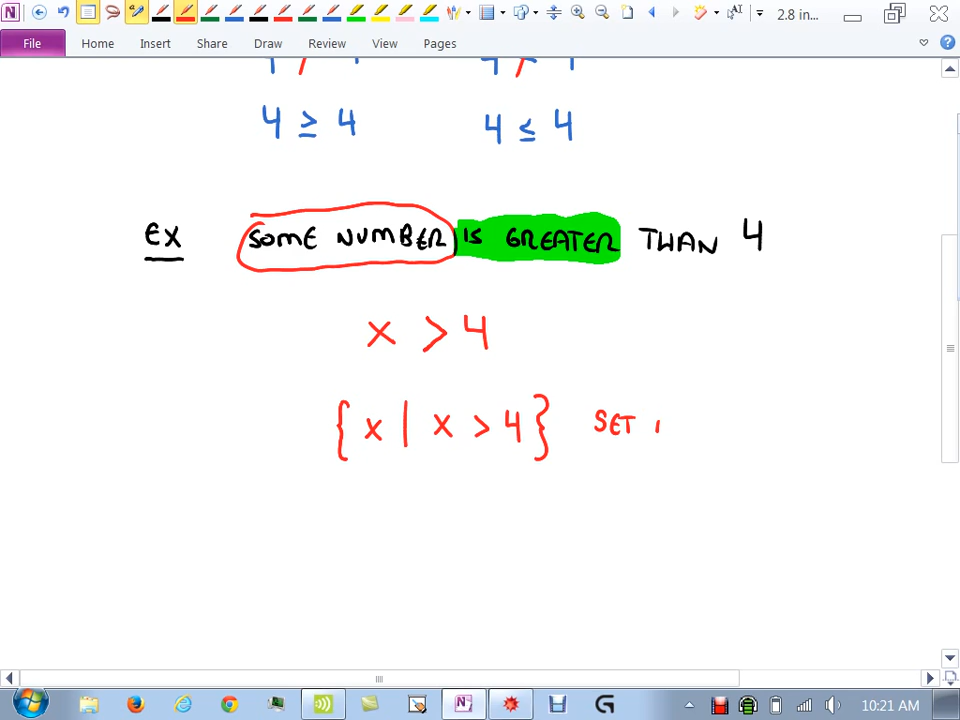 2.8 in...
File Home Insert Share Draw Review View Pages
4 ≥ 4 4 ≤ 4
ex SOME NUMBER IS GREATER THAN 4
x > 4
{ x | x > 4 } SET
10:21 AM